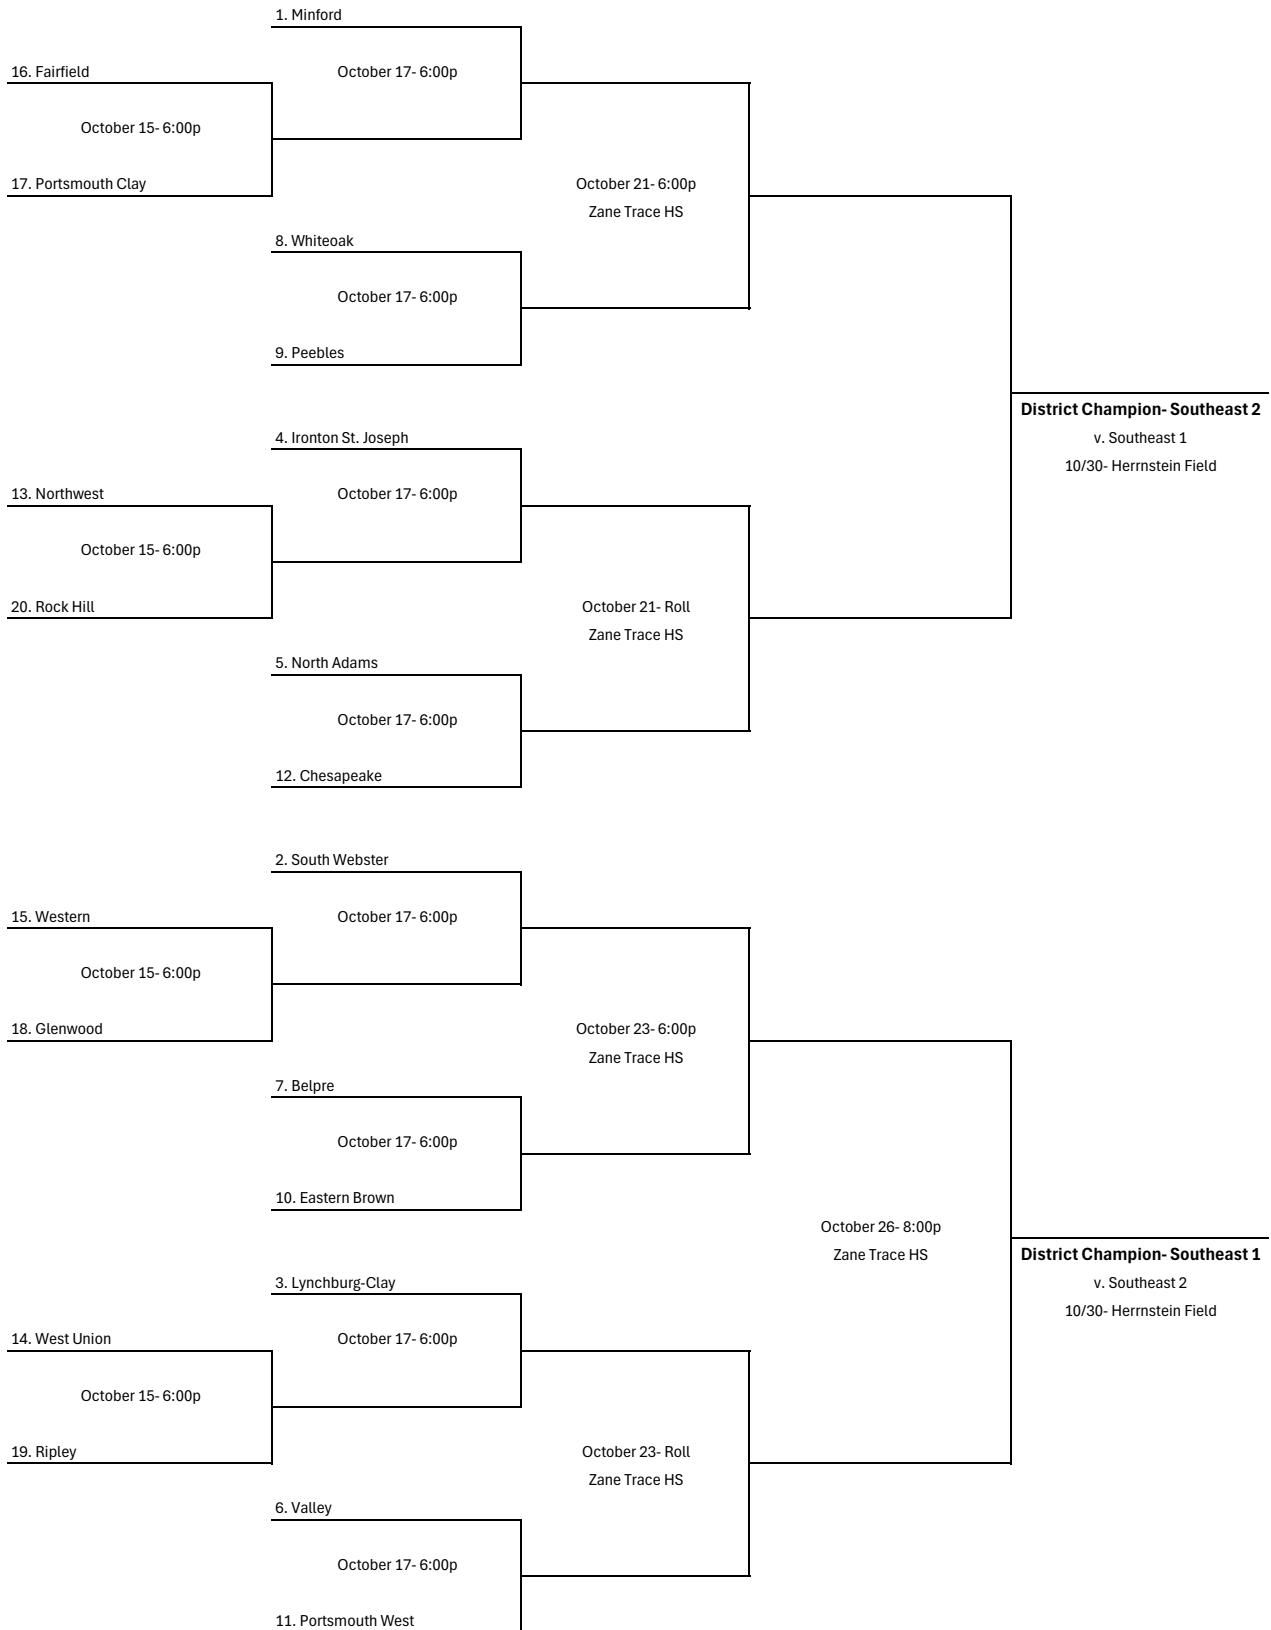 1. Minford
16. Fairfield
October 17- 6:00p
October 15- 6:00p
17. Portsmouth Clay
October 21- 6:00p
Zane Trace HS
8. Whiteoak
October 17- 6:00p
9. Peebles
District Champion- Southeast 2
v. Southeast 1
10/30- Herrnstein Field
4. Ironton St. Joseph
13. Northwest
October 17- 6:00p
October 15- 6:00p
20. Rock Hill
October 21- Roll
Zane Trace HS
5. North Adams
October 17- 6:00p
12. Chesapeake
2. South Webster
15. Western
October 17- 6:00p
October 15- 6:00p
18. Glenwood
October 23- 6:00p
Zane Trace HS
7. Belpre
October 17- 6:00p
10. Eastern Brown
October 26- 8:00p
Zane Trace HS
District Champion- Southeast 1
v. Southeast 2
10/30- Herrnstein Field
3. Lynchburg-Clay
14. West Union
October 17- 6:00p
October 15- 6:00p
19. Ripley
October 23- Roll
Zane Trace HS
6. Valley
October 17- 6:00p
11. Portsmouth West